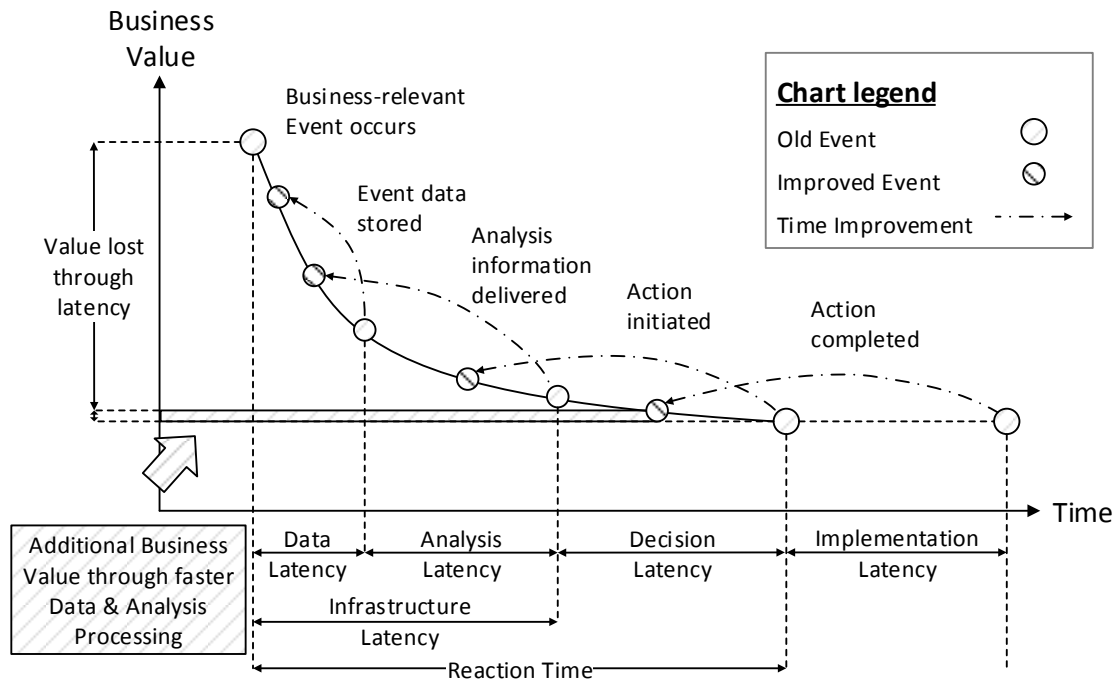 Business
Value
Business-relevant
Event occurs
Chart legend
Old Event
Improved Event
Time Improvement
Event data
stored
Value lost
through
latency
Analysis
information
delivered
Action
initiated
Action
completed
Time
Additional Business
Value through faster
Data & Analysis
Processing
Data
Latency
Analysis
Latency
Decision
Latency
Implementation
Latency
Infrastructure
Latency
Reaction Time